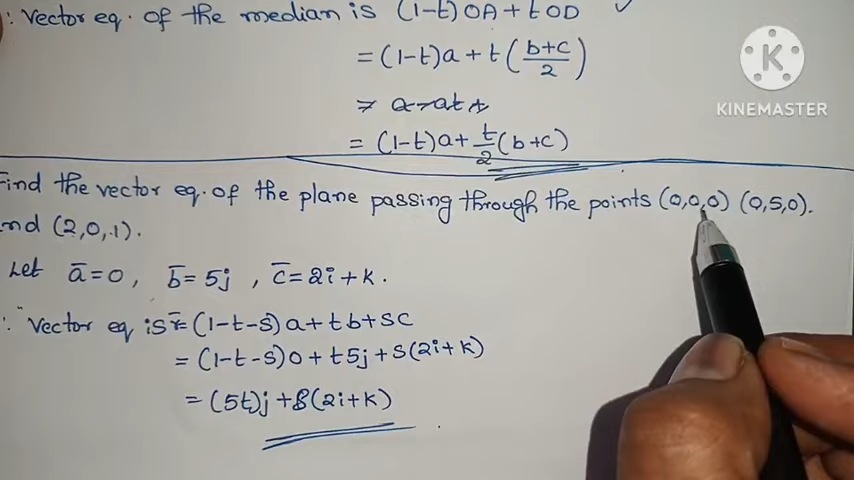 : Vector eq. of the median is (1-t) OA + t OD ✓
= (1-t)a + t (b+c/2)
KINEMASTER
= (1-t)a + t/2 (b+c)
Find the vector eq. of the plane passing through the points (0,0,0) (0,5,0).
and (2,0,1).
Let a̅ = 0, b̅ = 5j, c̅ = 2i + k.
∴ Vector eq is r̅ = (1-t-s)a + tb + sc
= (1-t-s)0 + t5j + s(2i+k)
= (5t)j + s(2i+k)